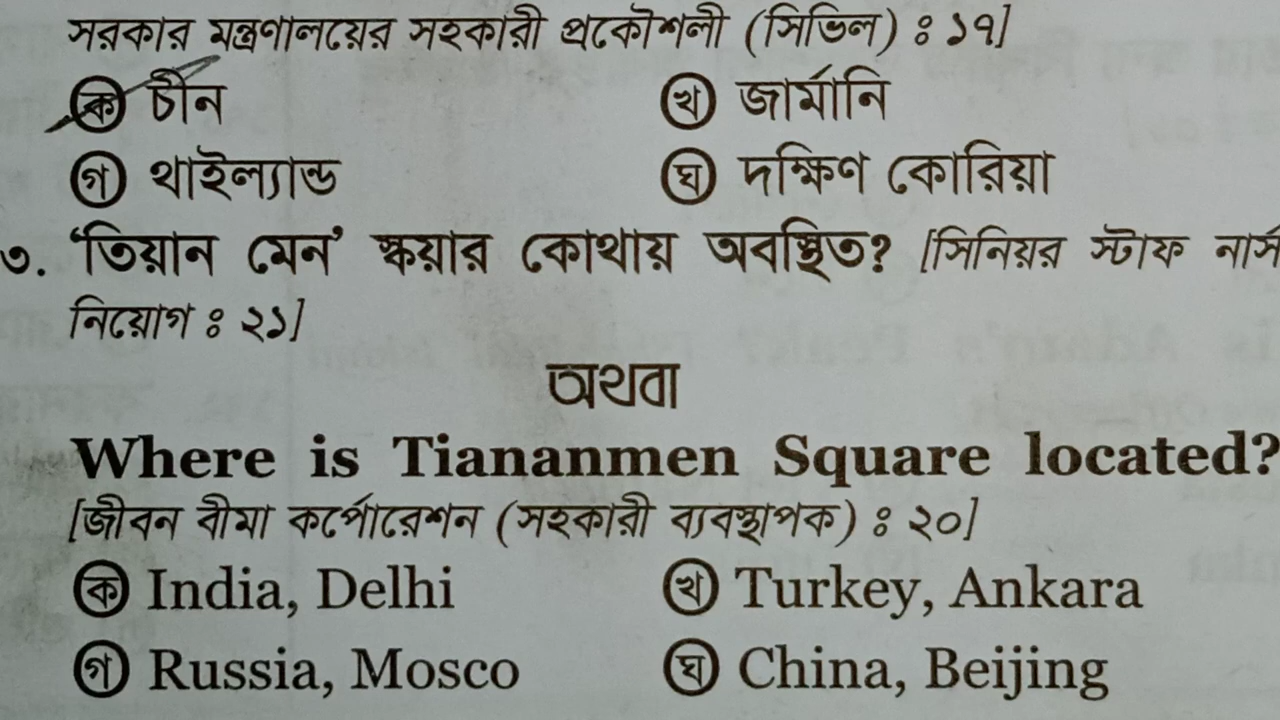 সরকার মন্ত্রণালয়ের সহকারী প্রকৌশলী (সিভিল) ঃ ১৭]
ক চীন খ জার্মানি
গ থাইল্যান্ড ঘ দক্ষিণ কোরিয়া
৩. ‘তিয়ান মেন’ স্কয়ার কোথায় অবস্থিত? [সিনিয়র স্টাফ নার্স
নিয়োগ ঃ ২১]
অথবা
Where is Tiananmen Square located?
[জীবন বীমা কর্পোরেশন (সহকারী ব্যবস্থাপক) ঃ ২০]
ক India, Delhi খ Turkey, Ankara
গ Russia, Mosco ঘ China, Beijing